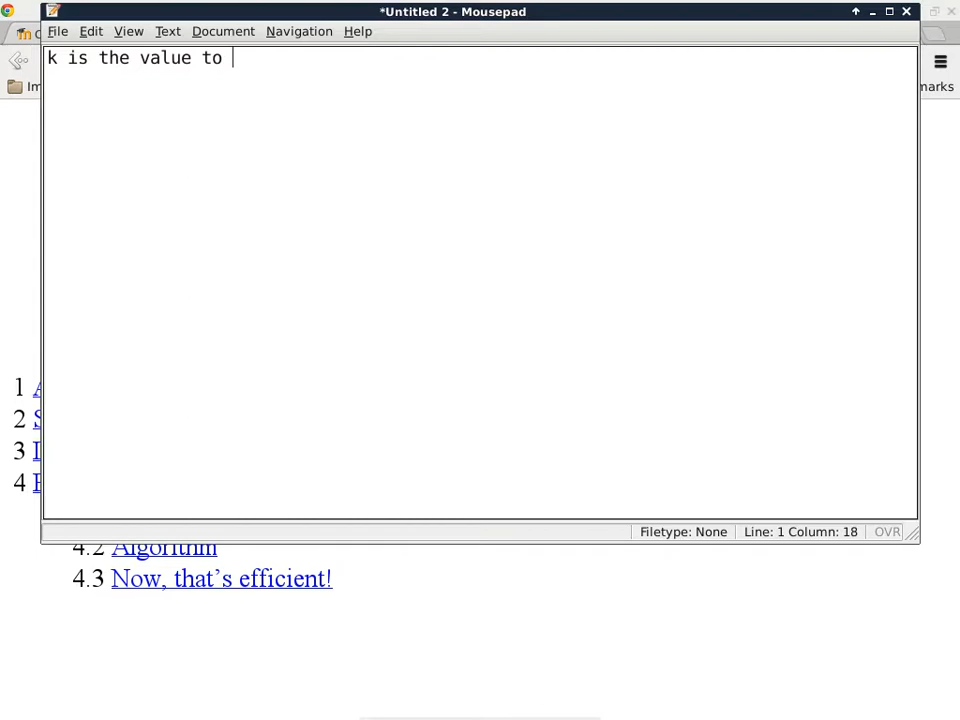 *Untitled 2 - Mousepad
File Edit View Text Document Navigation Help
k is the value to
marks
1
2
3
4
Filetype: None Line: 1 Column: 18 OVR
4.2 Algorithm
4.3 Now, that's efficient!